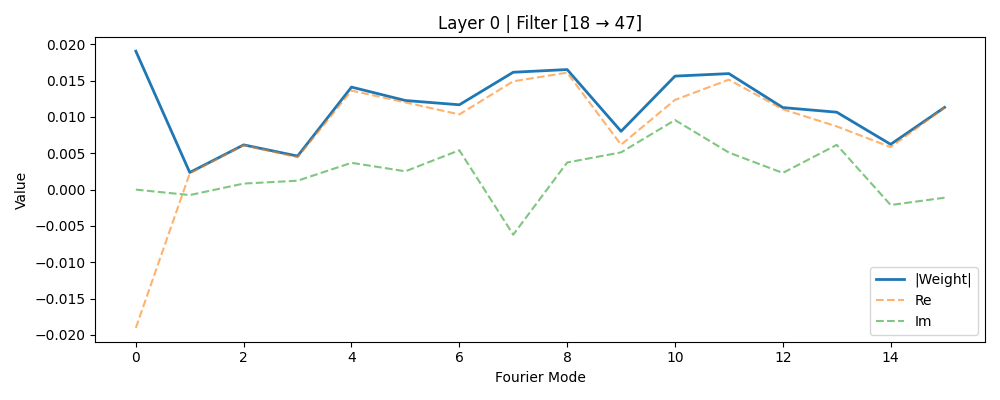 Layer 0 | Filter [18 → 47]
Value
0.020
0.015
0.010
0.005
0.000
−0.005
−0.010
−0.015
−0.020
|Weight|
Re
Im
0 2 4 6 8 10 12 14
Fourier Mode